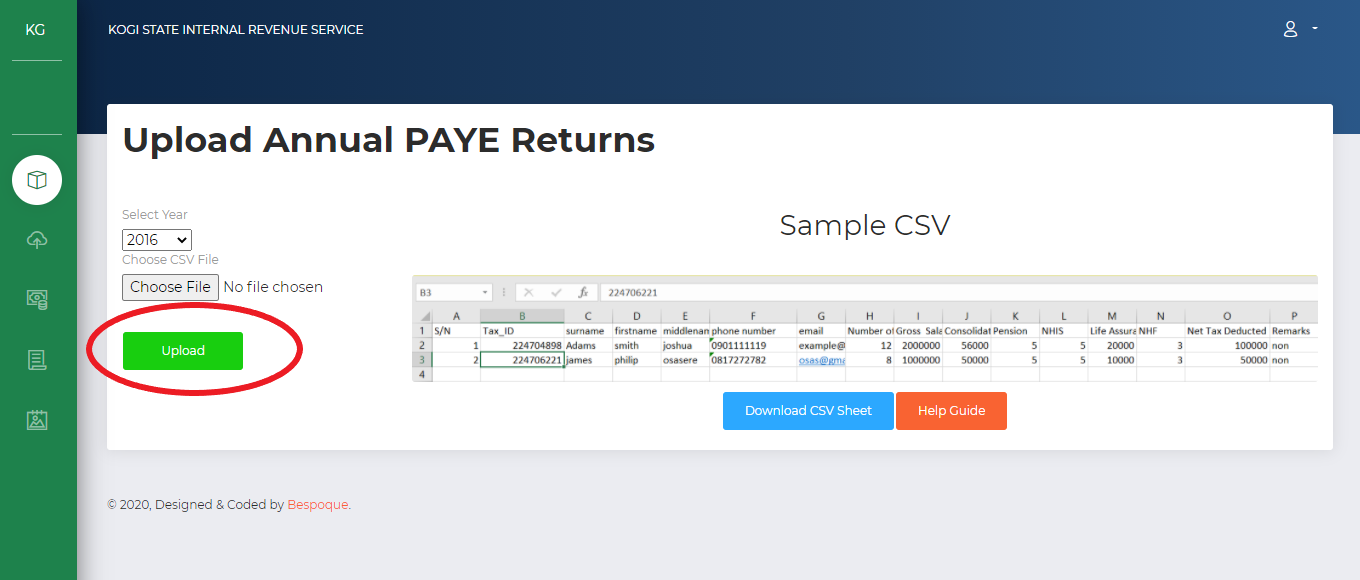 KG
KOGI STATE INTERNAL REVENUE SERVICE
Upload Annual PAYE Returns
Select Year
2016
Choose CSV File
Choose File No file chosen
Upload
Sample CSV
B3 fx 224706221
A B C D E F G H I J K L M N O P
1 S/N Tax_ID surname firstname middlenan phone number email Number of Gross Sala Consolidat Pension NHIS Life Assura NHF Net Tax Deducted Remarks
2 1 224704898 Adams smith joshua 0901111119 example@ 12 2000000 56000 5 5 20000 3 100000 non
3 2 224706221 james philip osasere 0817272782 osas@gma 8 1000000 50000 5 5 10000 3 50000 non
4
Download CSV Sheet Help Guide
© 2020, Designed & Coded by Bespoque.